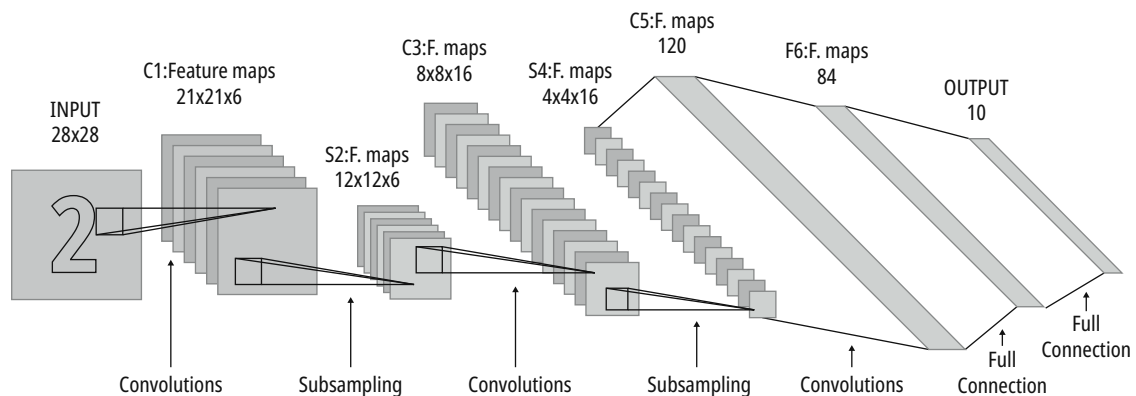 INPUT
28x28
2
C1:Feature maps
21x21x6
S2:F. maps
12x12x6
C3:F. maps
8x8x16
S4:F. maps
4x4x16
C5:F. maps
120
F6:F. maps
84
OUTPUT
10
Convolutions
Subsampling
Convolutions
Subsampling
Convolutions
Full
Connection
Full
Connection